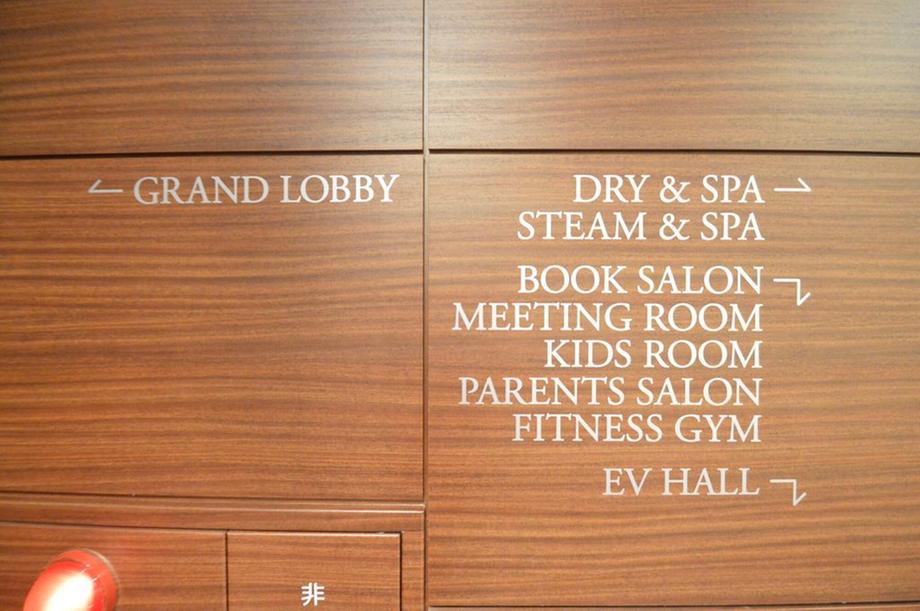 GRAND LOBBY
DRY & SPA
STEAM & SPA
BOOK SALON
MEETING ROOM
KIDS ROOM
PARENTS SALON
FITNESS GYM
EV HALL
非